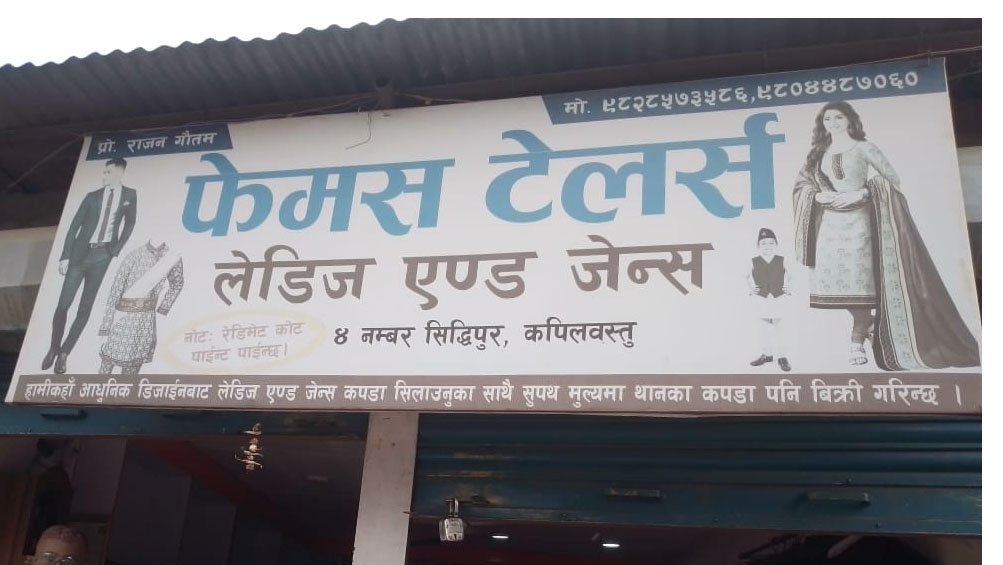 प्रो. राजन गौतम
मो. ९८२८५७३५८६,९८०४४८७०६०
फेमस टेलर्स
लेडिज एण्ड जेन्स
नोटः रेडिमेट कोट
पाईन्ट पाईन्छ।
४ नम्बर सिद्धिपुर, कपिलवस्तु
हामीकहाँ आधुनिक डिजाईनबाट लेडिज एण्ड जेन्स कपडा सिलाउनुका साथै सुपथ मुल्यमा थानका कपडा पनि बिक्री गरिन्छ ।